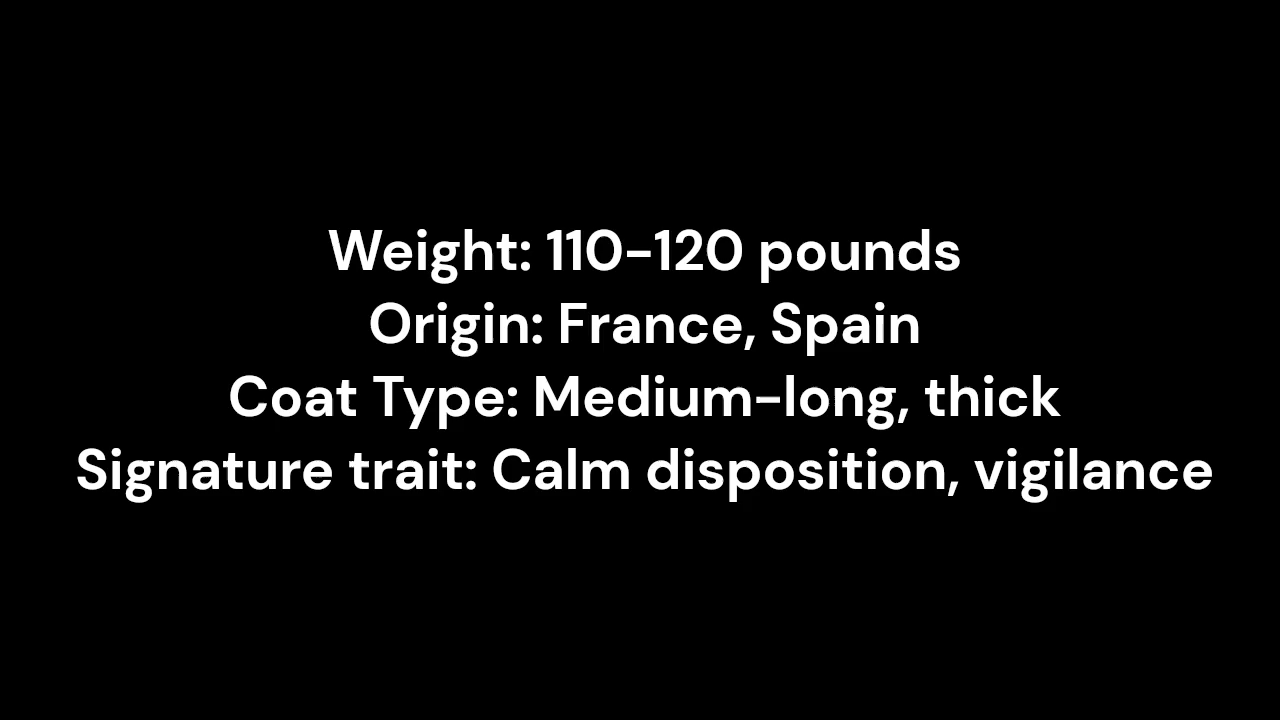 Weight: 110-120 pounds
Origin: France, Spain
Coat Type: Medium-long, thick
Signature trait: Calm disposition, vigilance